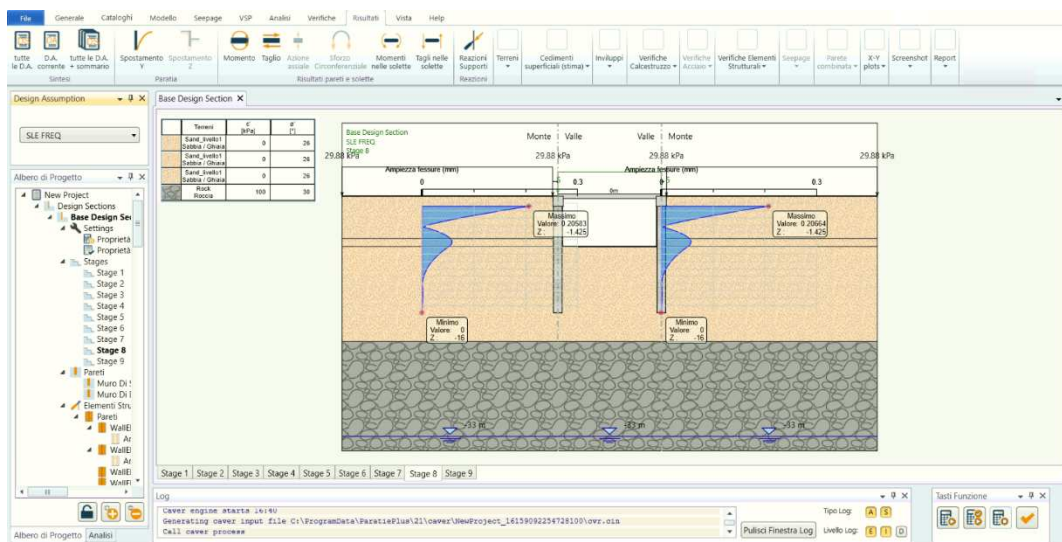 File Generale Cataloghi Modello Seepage VSP Analisi Verifiche Risultati Vista Help
tutte D.A. tutte le D.A. Spostamento Spostamento Momento Taglio Azione Sforzo Momenti Tagli nelle Reazioni Terreni Cedimenti Inviluppi Verifiche Verifiche Verifiche Elementi Seepage Parete X-Y Screenshot Report
le D.A. corrente + sommario Y Z assiale Circonferenziale nelle solette solette Supporti superficiali (stima) Calcestruzzo Acciaio Strutturali combinata plots
Sintesi Paratia Risultati pareti e solette Reazioni
Design Assumption
SLE FREQ
Albero di Progetto
New Project
Design Sections
Base Design Se
Settings
Proprietà
Proprietà
Stages
Stage 1
Stage 2
Stage 3
Stage 4
Stage 5
Stage 6
Stage 7
Stage 8
Stage 9
Pareti
Muro Di
Muro Di
Elementi Stru
Pareti
WallEl
WallEl
WallEl
Albero di Progetto Analisi
Base Design Section X
Terreni c' [kPa] ø' [°]
Sand_livello1 Sabbia / Ghiaia 0 26
Sand_livello1 Sabbia / Ghiaia 0 26
Sand_livello1 Sabbia / Ghiaia 0 26
Rock Roccia 100 30
Base Design Section
SLE FREQ
Stage 8
Monte Valle Valle Monte
29.88 kPa 29.88 kPa 29.88 kPa 29.88 kPa
Ampiezza fessure (mm) Ampiezza fessure (mm)
0 0.3 0 0.3
0m
Massimo
Valore: 0.20583
Z : -1.425
Massimo
Valore: 0.20664
Z : -1.425
Minimo
Valore: 0
Z : -16
Minimo
Valore: 0
Z : -16
-33 m -33 m -33 m
Stage 1 Stage 2 Stage 3 Stage 4 Stage 5 Stage 6 Stage 7 Stage 8 Stage 9
Log
Caver engine starts 16:40
Generating caver input file C:\ProgramData\ParatiePlus\21\caver\NewProject_16159092254728100\ovr.cin
Call caver process
Pulisci Finestra Log
Tipo Log: A S
Livello Log: E I D
Tasti Funzione